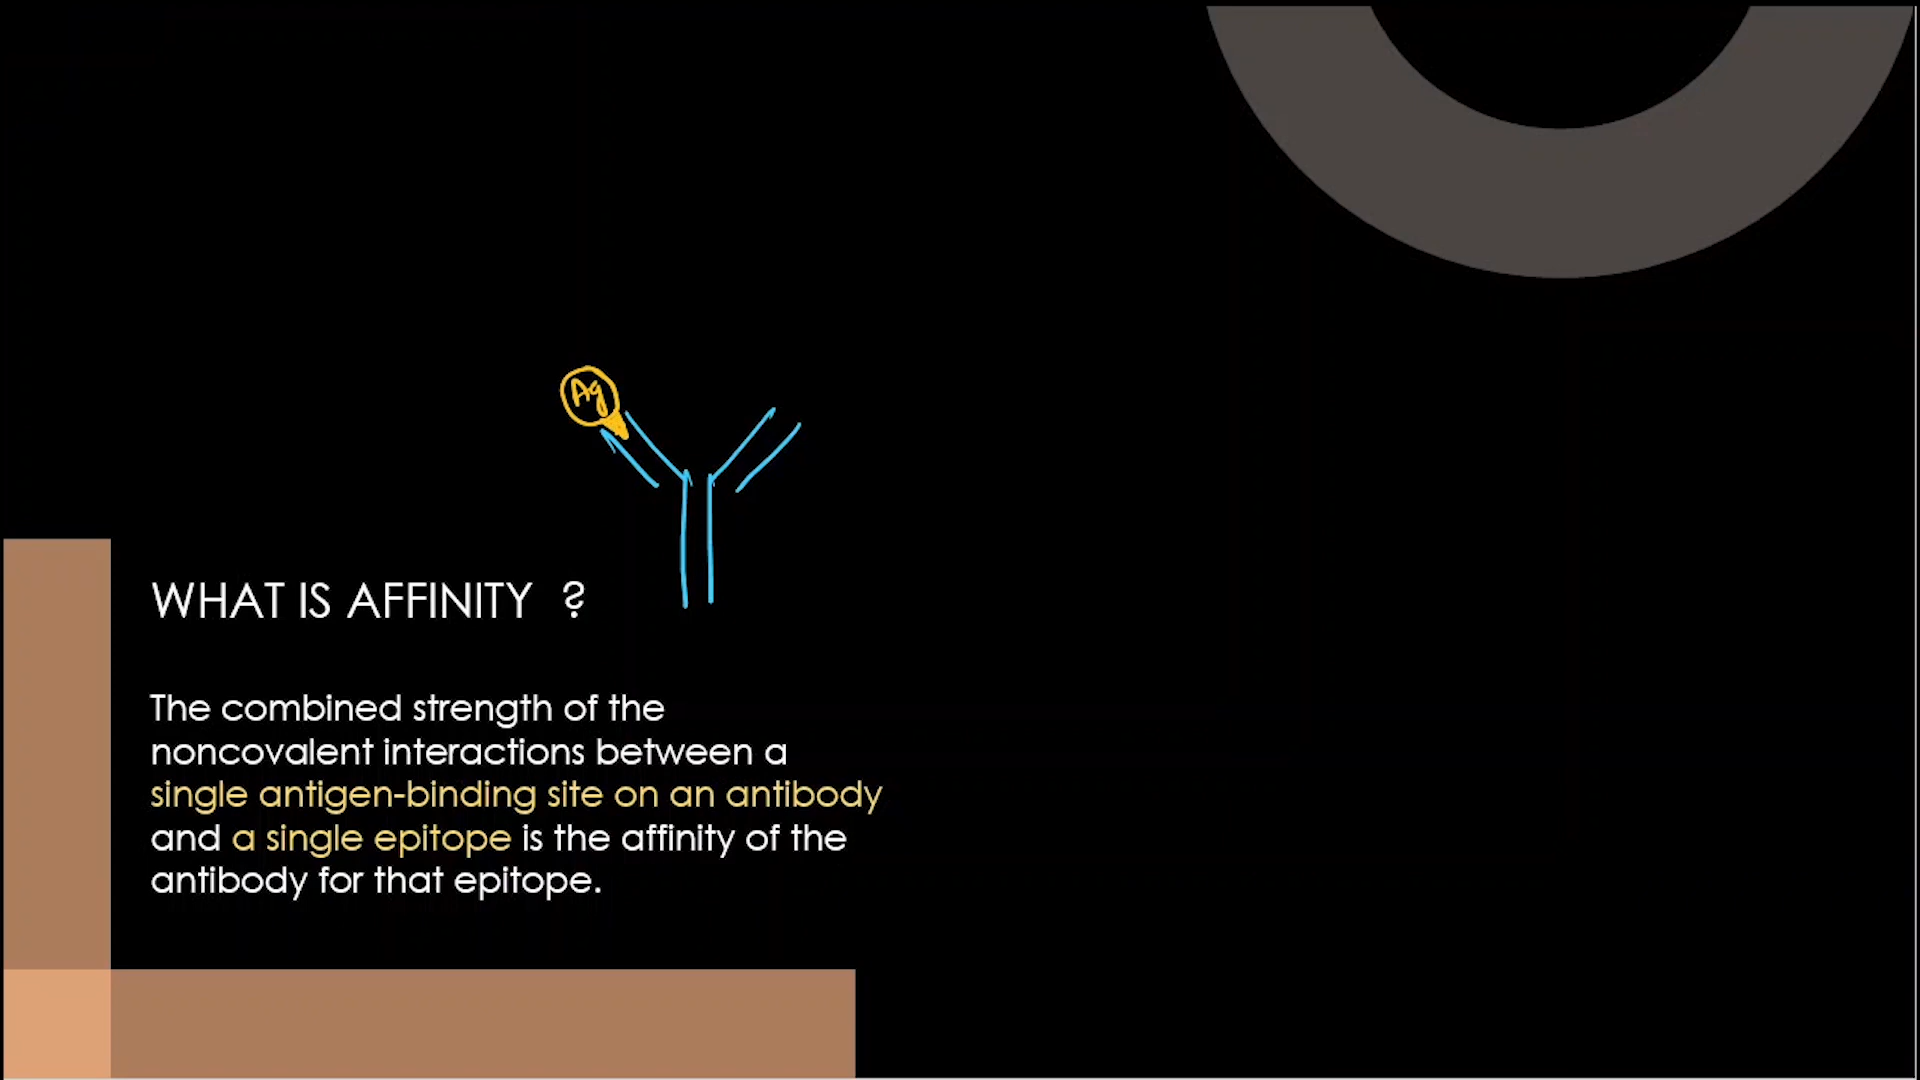 Ag
WHAT IS AFFINITY ?
The combined strength of the
noncovalent interactions between a
single antigen-binding site on an antibody
and a single epitope is the affinity of the
antibody for that epitope.